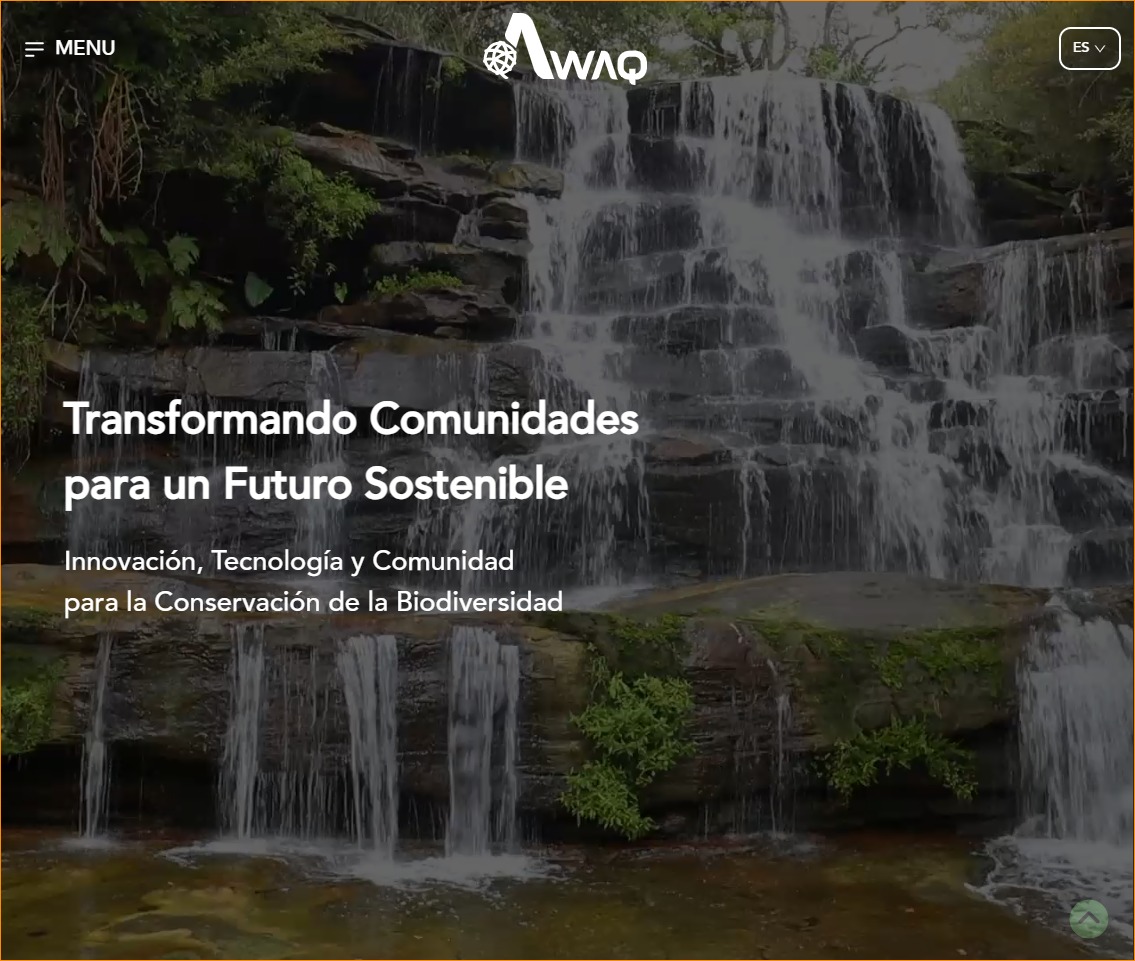 MENU
AWAQ
ES
Transformando Comunidades
para un Futuro Sostenible
Innovación, Tecnología y Comunidad
para la Conservación de la Biodiversidad